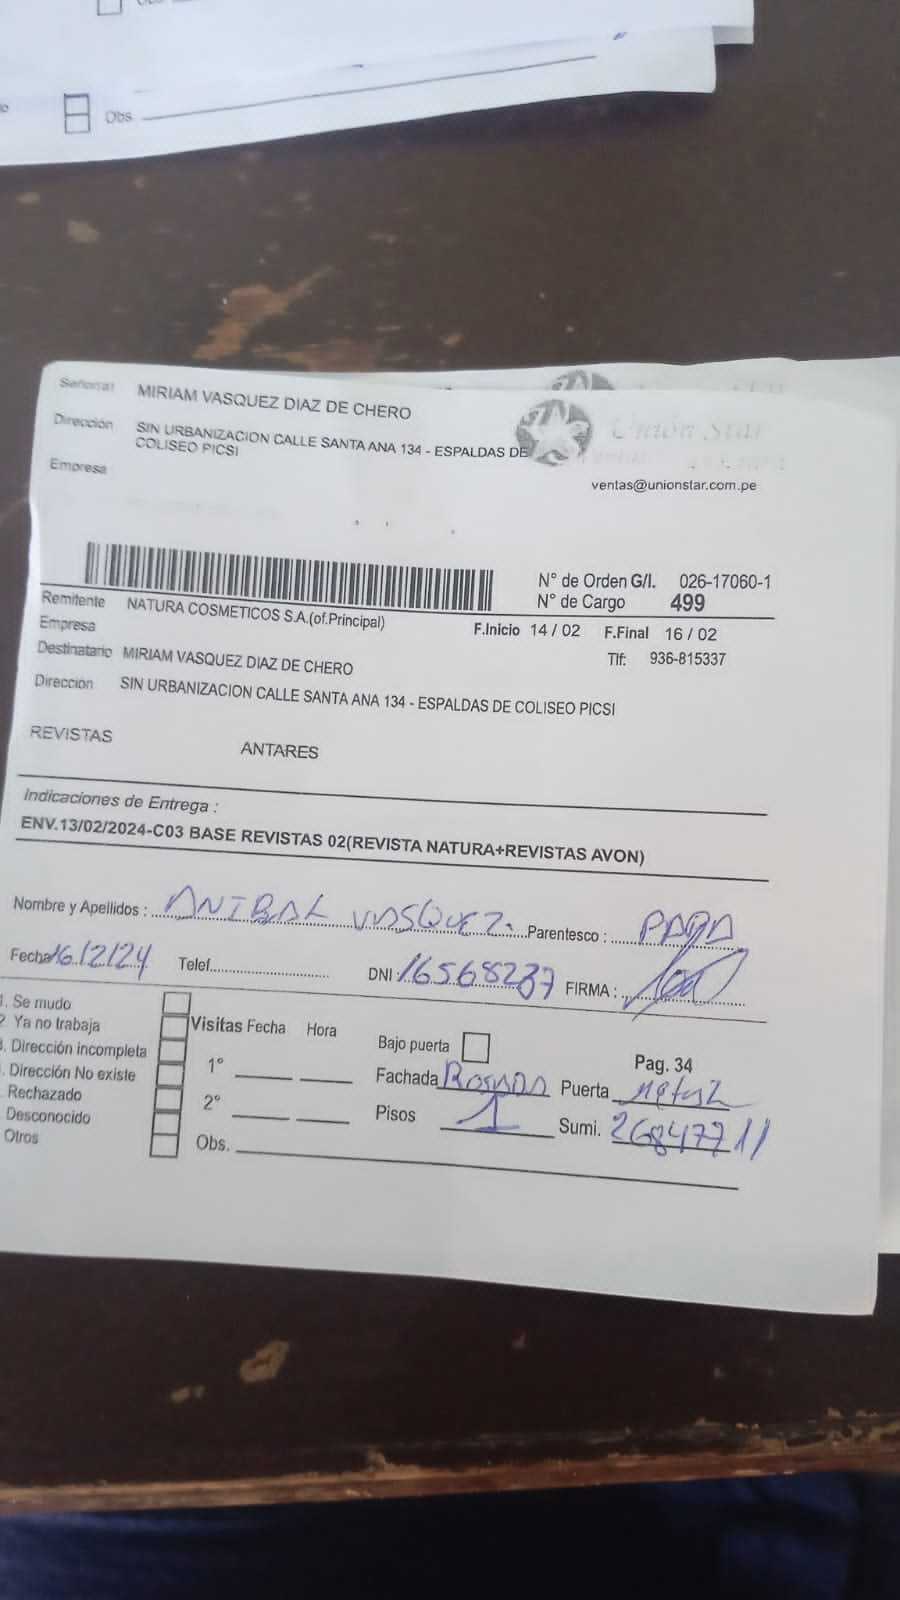 Obs.
Señor(a)
MIRIAM VASQUEZ DIAZ DE CHERO
Dirección
SIN URBANIZACION CALLE SANTA ANA 134 - ESPALDAS DE
COLISEO PICSI
Empresa
Unión Star
ventas@unionstar.com.pe
N° de Orden G/I. 026-17060-1
N° de Cargo 499
Remitente NATURA COSMETICOS S.A.(of.Principal)
Empresa
F.Inicio 14 / 02 F.Final 16 / 02
Destinatario MIRIAM VASQUEZ DIAZ DE CHERO
Tlf: 936-815337
Dirección SIN URBANIZACION CALLE SANTA ANA 134 - ESPALDAS DE COLISEO PICSI
REVISTAS ANTARES
Indicaciones de Entrega :
ENV.13/02/2024-C03 BASE REVISTAS 02(REVISTA NATURA+REVISTAS AVON)
Nombre y Apellidos : ANIBAL VASQUEZ. Parentesco : PAPA
Fecha 16/2/24 Telef. DNI : FIRMA :
1. Se mudo
2. Ya no trabaja
3. Dirección incompleta
. Dirección No existe
Rechazado
Desconocido
Otros
Visitas Fecha Hora
1°
2°
Obs.
Bajo puerta
Pag. 34
Fachada ROSADA Puerta
Pisos 1 Sumi. 26847711